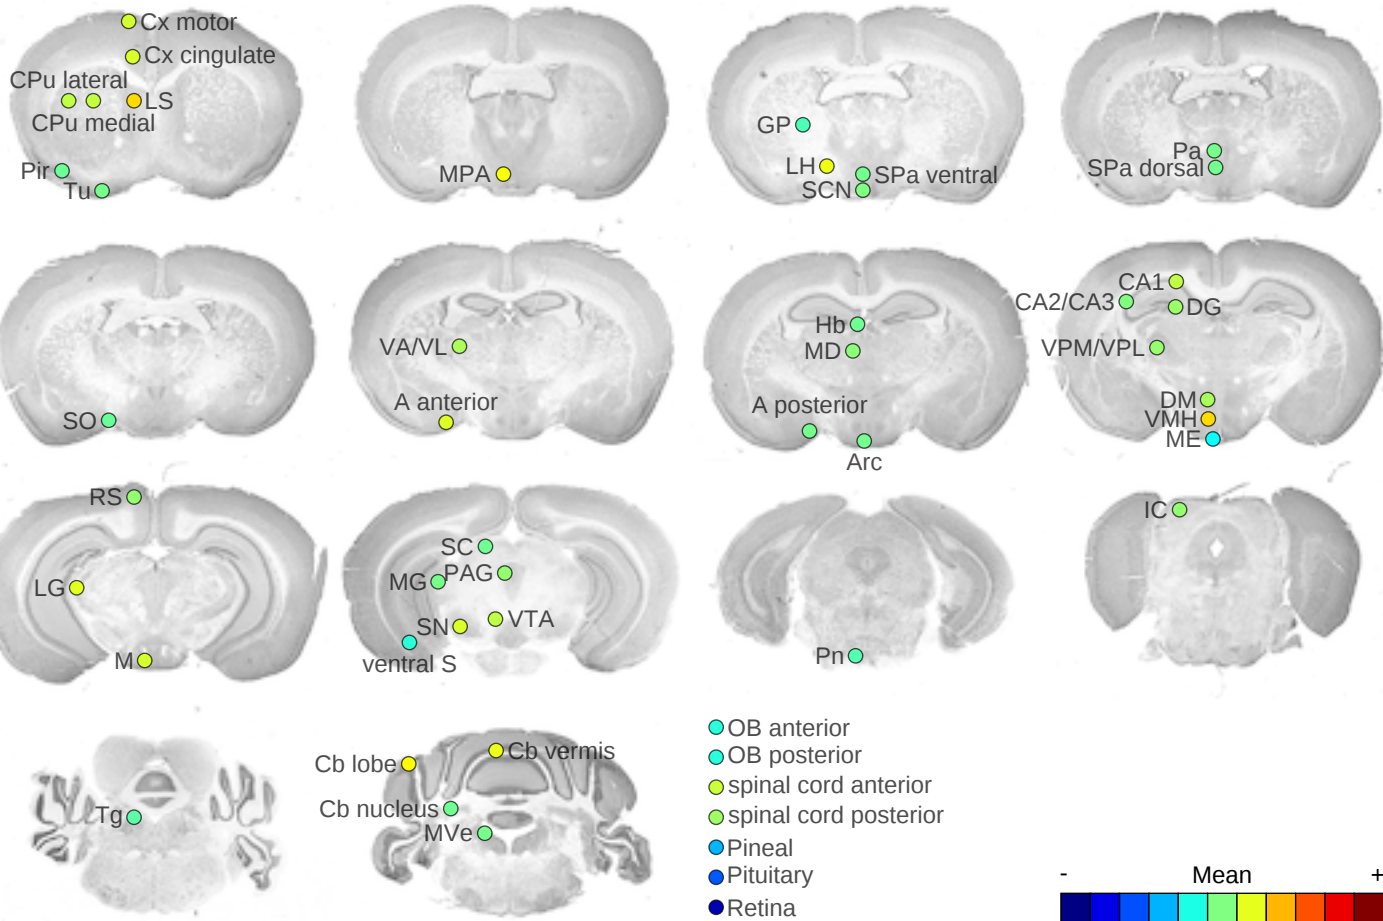 Cx motor
Cx cingulate
CPu lateral
LS
CPu medial
Pir
Tu
MPA
GP
LH
SPa ventral
SCN
Pa
SPa dorsal
SO
VA/VL
A anterior
Hb
MD
A posterior
Arc
CA1
CA2/CA3
DG
VPM/VPL
DM
VMH
ME
RS
LG
M
SC
MG
PAG
SN
VTA
ventral S
Pn
IC
Tg
Cb lobe
Cb vermis
Cb nucleus
MVe
OB anterior
OB posterior
spinal cord anterior
spinal cord posterior
Pineal
Pituitary
Retina
- Mean +